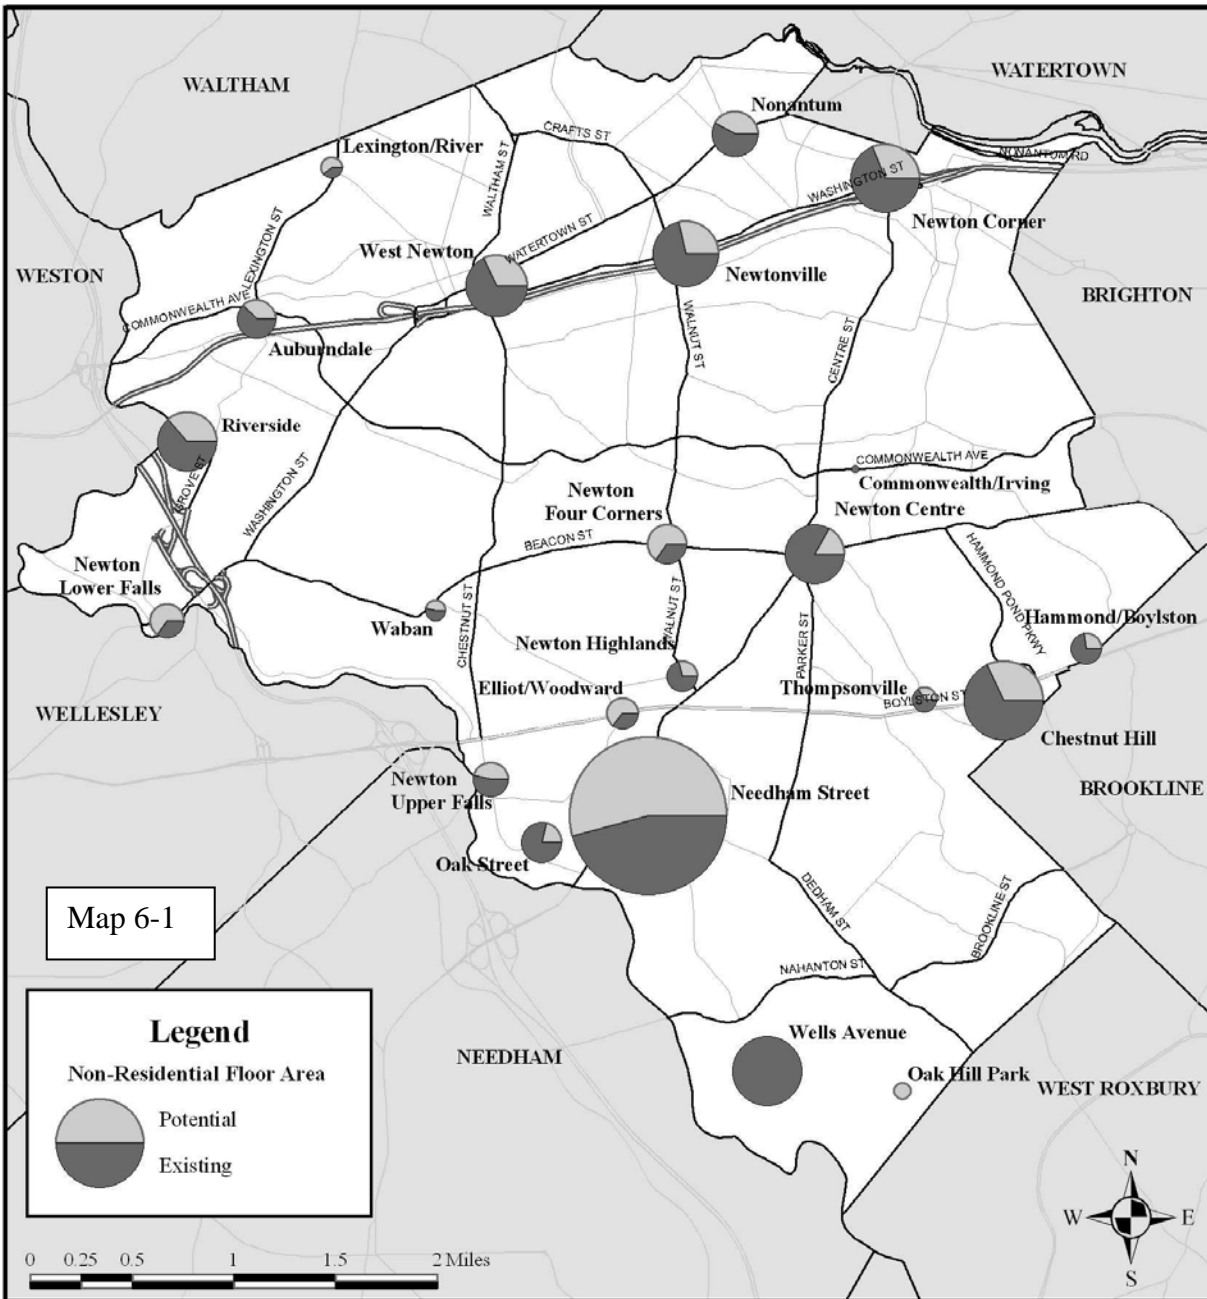 WALTHAM
WATERTOWN
Nonantum
CRAFTS ST
Lexington/River
WALTHAM ST
NONANTUM RD
WASHINGTON ST
Newton Corner
WATERTOWN ST
West Newton
LEXINGTON ST
WESTON
Newtonville
BRIGHTON
COMMONWEALTH AVE
Auburndale
WALNUT ST
CENTRE ST
Riverside
GROVE ST
WASHINGTON ST
COMMONWEALTH AVE
Commonwealth/Irving
Newton
Four Corners
Newton Centre
BEACON ST
HAMMOND POND PKWY
Newton
Lower Falls
Waban
CHESTNUT ST
WALNUT ST
PARKER ST
Hammond/Boylston
Newton Highlands
Elliot/Woodward
Thompsonville
BOYLSTON ST
WELLESLEY
Chestnut Hill
Newton
Upper Falls
Needham Street
BROOKLINE
Oak Street
DEDHAM ST
BROOKLINE ST
Map 6-1
NAHANTON ST
Wells Avenue
Oak Hill Park
NEEDHAM
WEST ROXBURY
Legend
Non-Residential Floor Area
Potential
Existing
N
W E
S
0 0.25 0.5 1 1.5 2 Miles